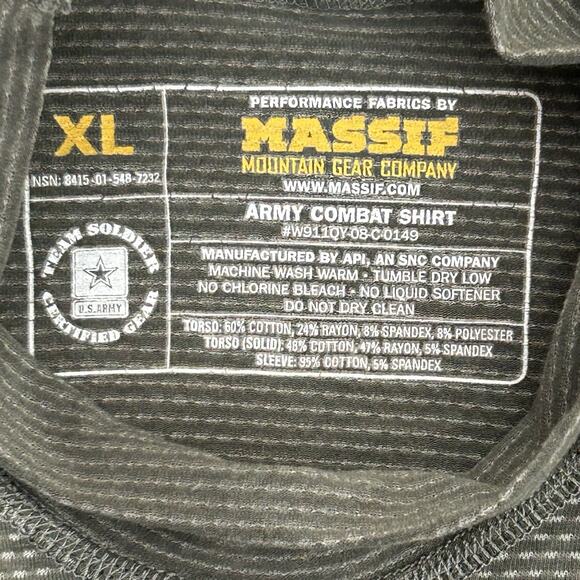 XL
NSN: 8415-01-548-7232
TEAM SOLDIER
U.S.ARMY
CERTIFIED GEAR
PERFORMANCE FABRICS BY
MASSIF
MOUNTAIN GEAR COMPANY
WWW.MASSIF.COM
ARMY COMBAT SHIRT
#W911QY-08-C-0149
MANUFACTURED BY API, AN SNC COMPANY
MACHINE WASH WARM • TUMBLE DRY LOW
NO CHLORINE BLEACH • NO LIQUID SOFTENER
DO NOT DRY CLEAN
TORSO: 60% COTTON, 24% RAYON, 8% SPANDEX, 8% POLYESTER
TORSO (SOLID): 48% COTTON, 47% RAYON, 5% SPANDEX
SLEEVE: 95% COTTON, 5% SPANDEX